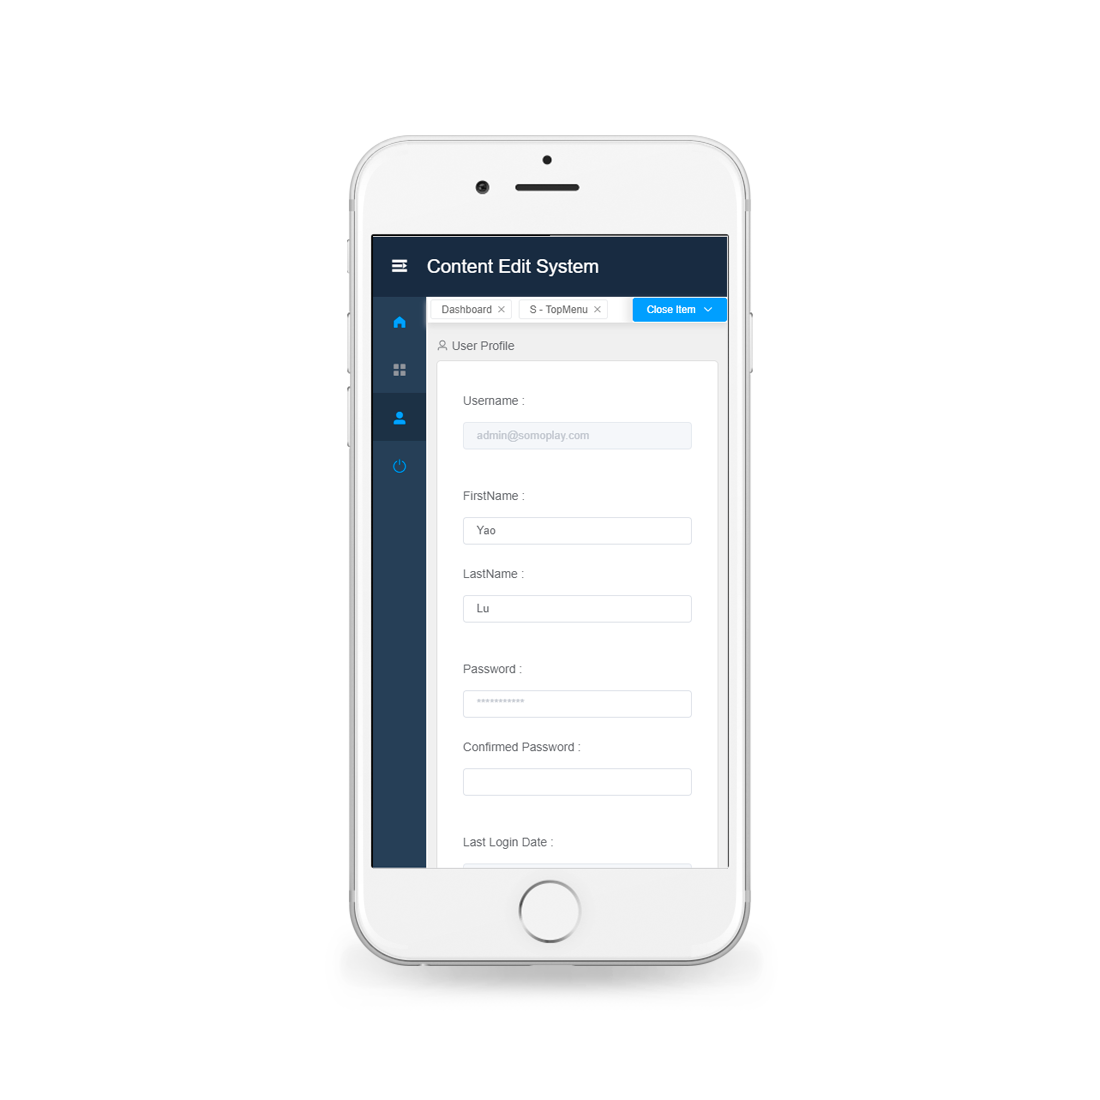 Content Edit System
Dashboard S - TopMenu Close Item
User Profile
Username :
admin@somoplay.com
FirstName :
Yao
LastName :
Lu
Password :
***********
Confirmed Password :
Last Login Date :